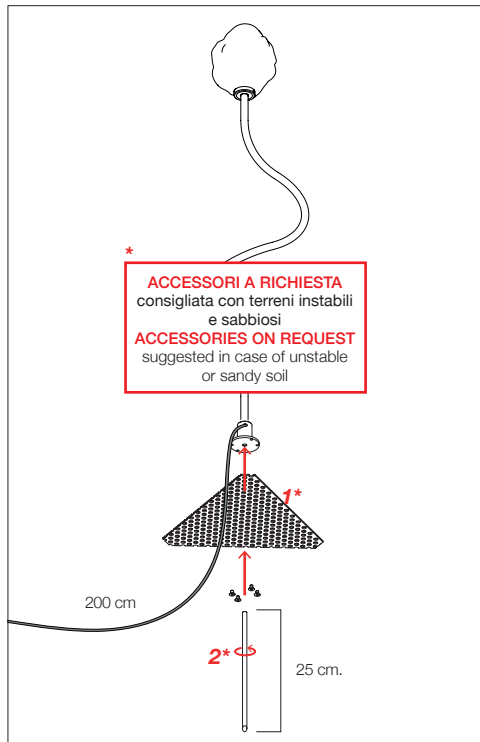 *
ACCESSORI A RICHIESTA
consigliata con terreni instabili
e sabbiosi
ACCESSORIES ON REQUEST
suggested in case of unstable
or sandy soil
1*
200 cm
2*
25 cm.